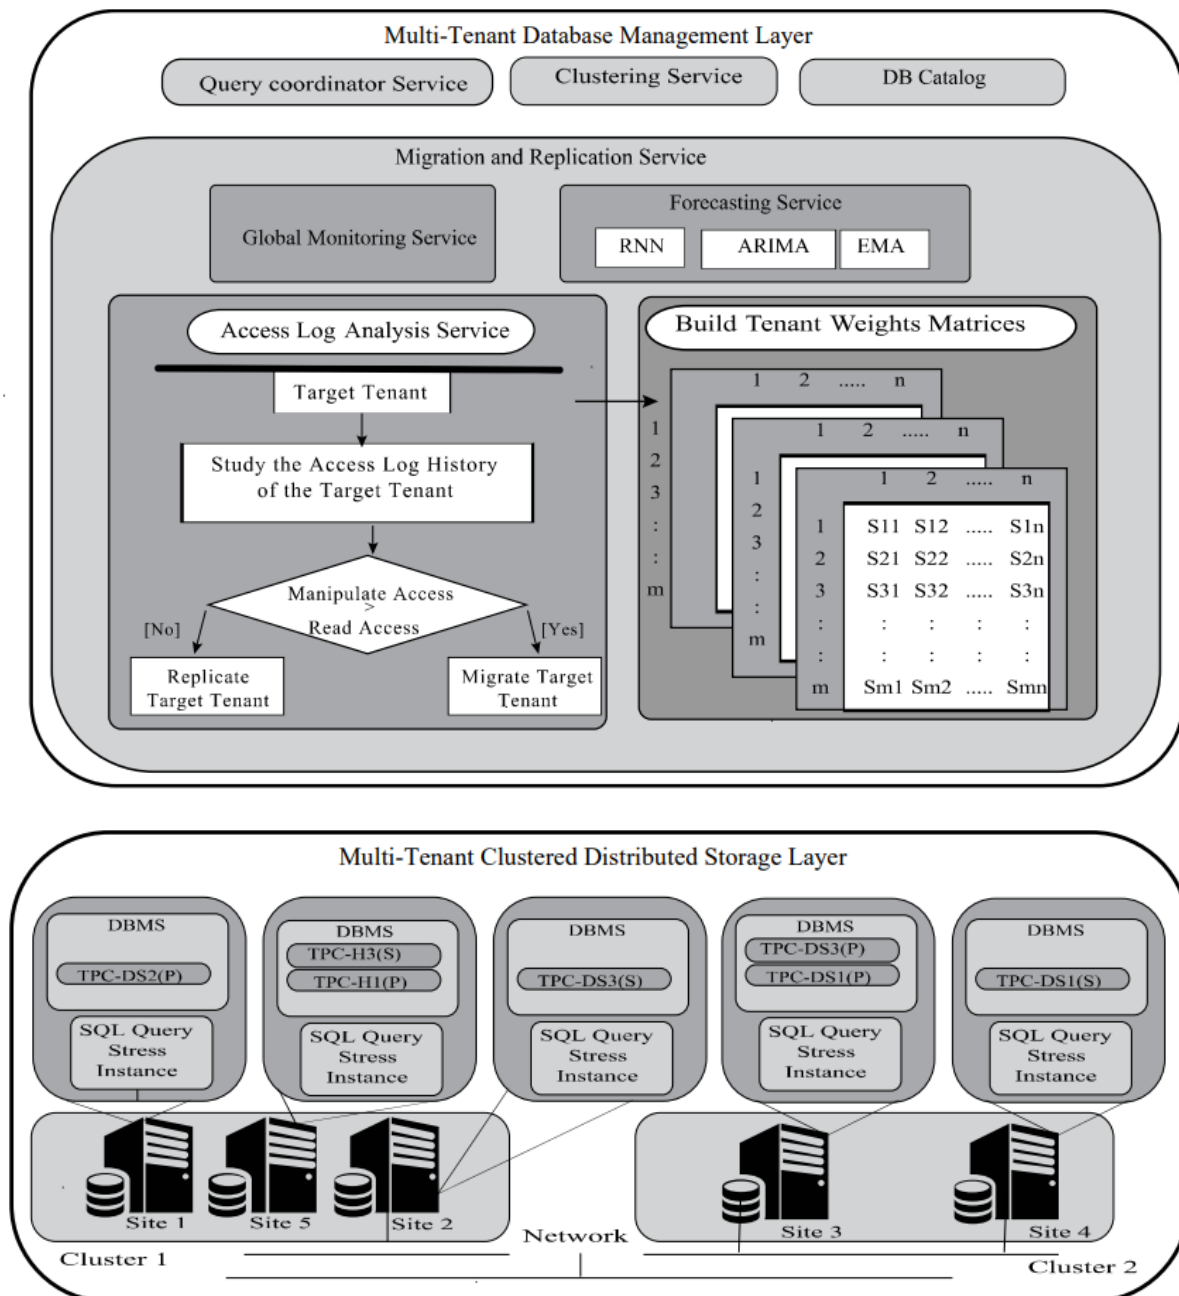 Multi-Tenant Database Management Layer
Query coordinator Service
Clustering Service
DB Catalog
Migration and Replication Service
Global Monitoring Service
Forecasting Service
RNN
ARIMA
EMA
Access Log Analysis Service
Target Tenant
Study the Access Log History
of the Target Tenant
Manipulate Access
>
Read Access
[No]
[Yes]
Replicate
Target Tenant
Migrate Target
Tenant
Build Tenant Weights Matrices
1 2 ..... n
1
2
3
:
:
m
1 2 ..... n
1
2
3
:
:
m
1 2 ..... n
1 S11 S12 ..... S1n
2 S21 S22 ..... S2n
3 S31 S32 ..... S3n
: : : : :
: : : : :
m Sm1 Sm2 ..... Smn
Multi-Tenant Clustered Distributed Storage Layer
DBMS
TPC-DS2(P)
SQL Query
Stress
Instance
DBMS
TPC-H3(S)
TPC-H1(P)
SQL Query
Stress
Instance
DBMS
TPC-DS3(S)
SQL Query
Stress
Instance
DBMS
TPC-DS3(P)
TPC-DS1(P)
SQL Query
Stress
Instance
DBMS
TPC-DS1(S)
SQL Query
Stress
Instance
Site 1
Site 5
Site 2
Site 3
Site 4
Network
Cluster 1
Cluster 2